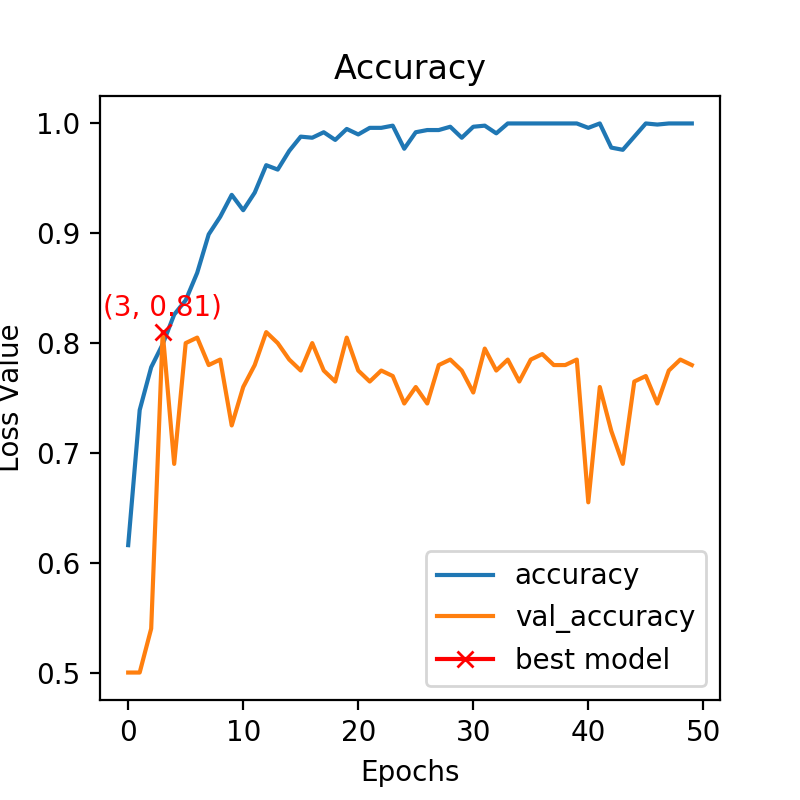 Accuracy
1.0
0.9
(3, 0.81)
0.8
Loss Value
0.7
0.6
0.5
accuracy
val_accuracy
best model
0 10 20 30 40 50
Epochs